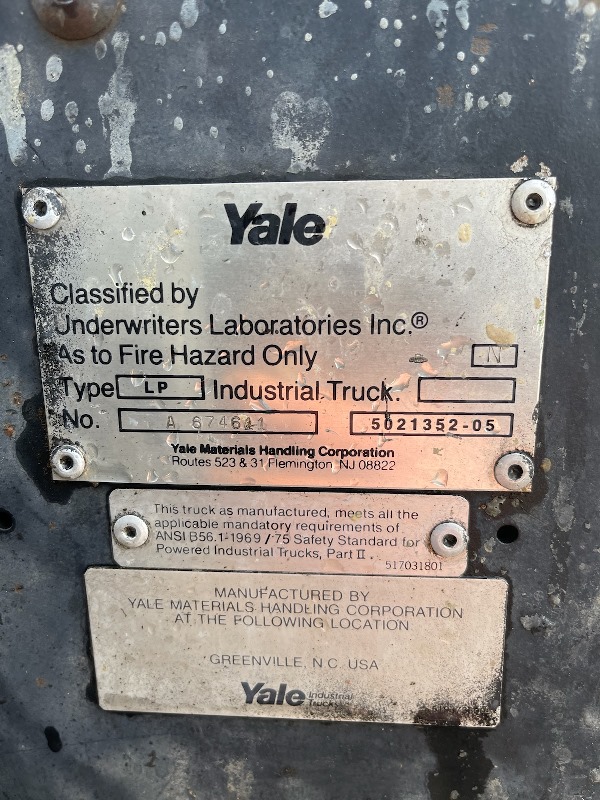 Yale
Classified by
Underwriters Laboratories Inc.®
As to Fire Hazard Only N
Type LP Industrial Truck.
No. A 674611 5021352-05
Yale Materials Handling Corporation
Routes 523 & 31 Flemington, NJ 08822
This truck as manufactured, meets all the
applicable mandatory requirements of
ANSI B56.1-1969/75 Safety Standard for
Powered Industrial Trucks, Part II.
517031801
MANUFACTURED BY
YALE MATERIALS HANDLING CORPORATION
AT THE FOLLOWING LOCATION
GREENVILLE, N.C. USA
Yale Industrial
Trucks